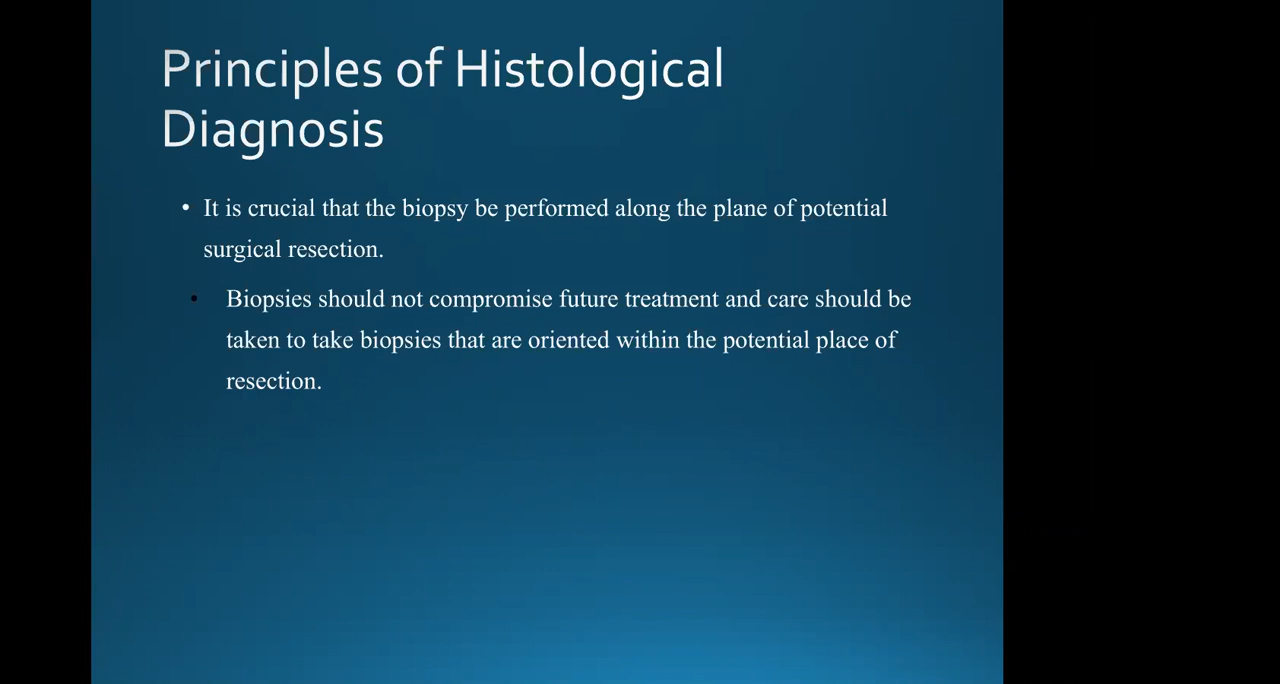 Principles of Histological
Diagnosis
• It is crucial that the biopsy be performed along the plane of potential
surgical resection.
• Biopsies should not compromise future treatment and care should be
taken to take biopsies that are oriented within the potential place of
resection.